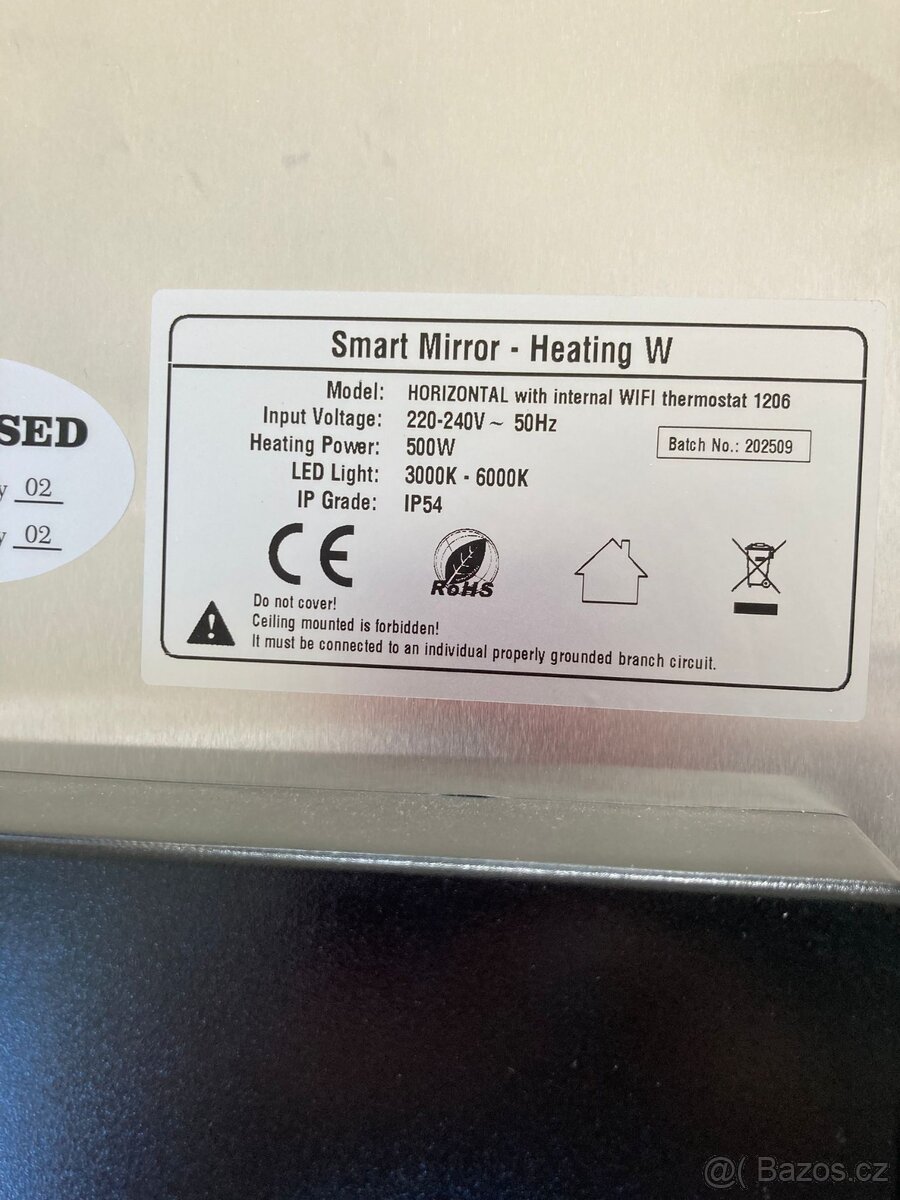 Smart Mirror - Heating W
Model: HORIZONTAL with internal WIFI thermostat 1206
Input Voltage: 220-240V ~ 50Hz
Heating Power: 500W
Batch No.: 202509
LED Light: 3000K - 6000K
IP Grade: IP54
CE
RoHS
Do not cover!
Ceiling mounted is forbidden!
It must be connected to an individual properly grounded branch circuit.
SED
y 02
y 02
@( Bazos.cz